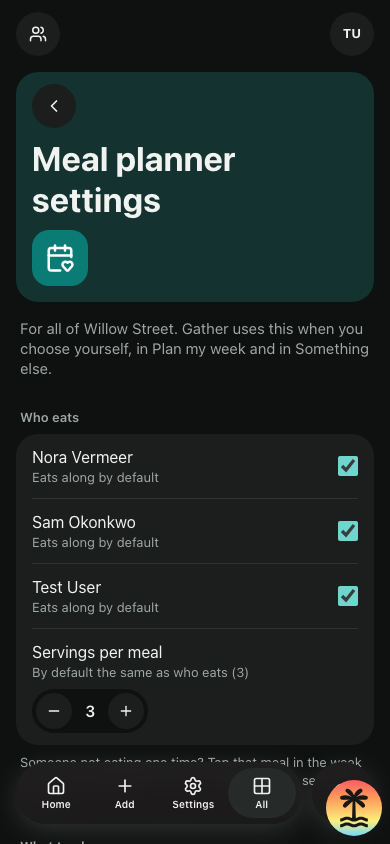 TU
Meal planner
settings
For all of Willow Street. Gather uses this when you
choose yourself, in Plan my week and in Something
else.
Who eats
Nora Vermeer
Eats along by default
Sam Okonkwo
Eats along by default
Test User
Eats along by default
Servings per meal
By default the same as who eats (3)
3
Someone not eating one time? Tap that meal in the week
Home
Add
Settings
All